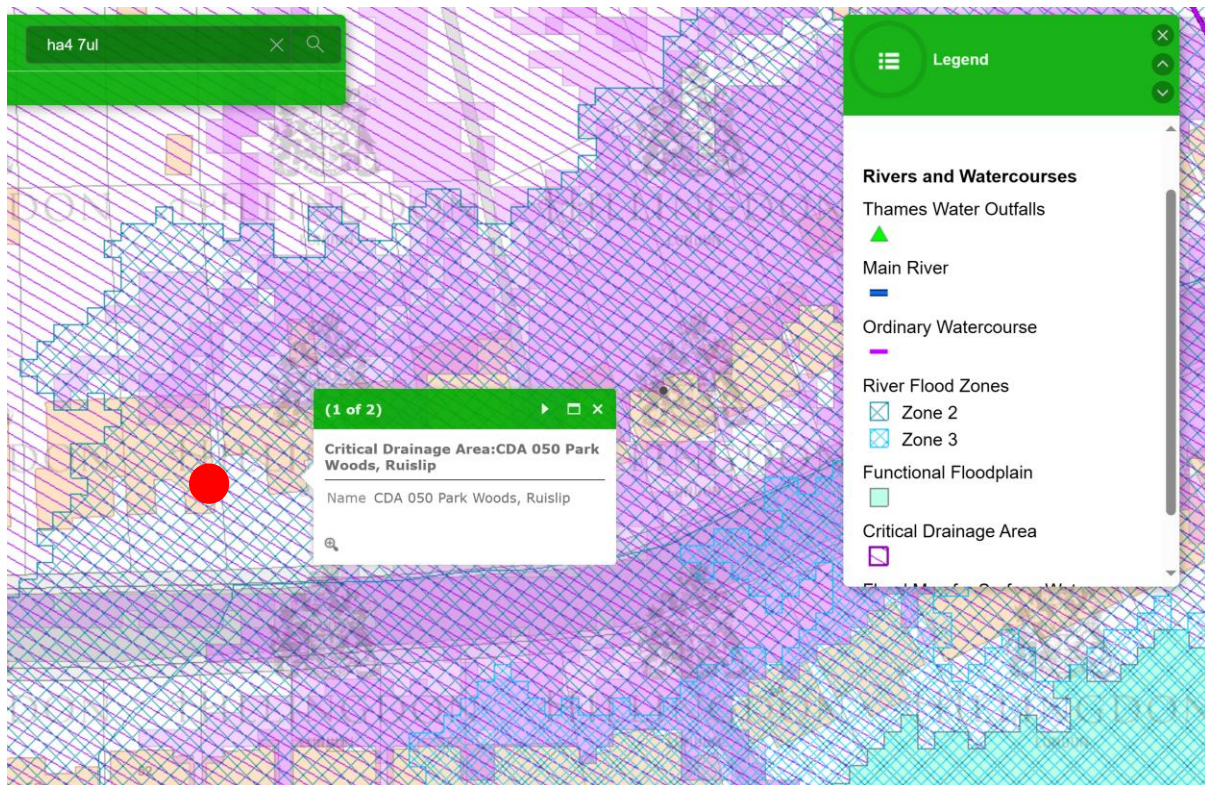 ha4 7ul
Legend
Rivers and Watercourses
Thames Water Outfalls
Main River
Ordinary Watercourse
River Flood Zones
Zone 2
Zone 3
Functional Floodplain
Critical Drainage Area
(1 of 2)
Critical Drainage Area:CDA 050 Park
Woods, Ruislip
Name CDA 050 Park Woods, Ruislip